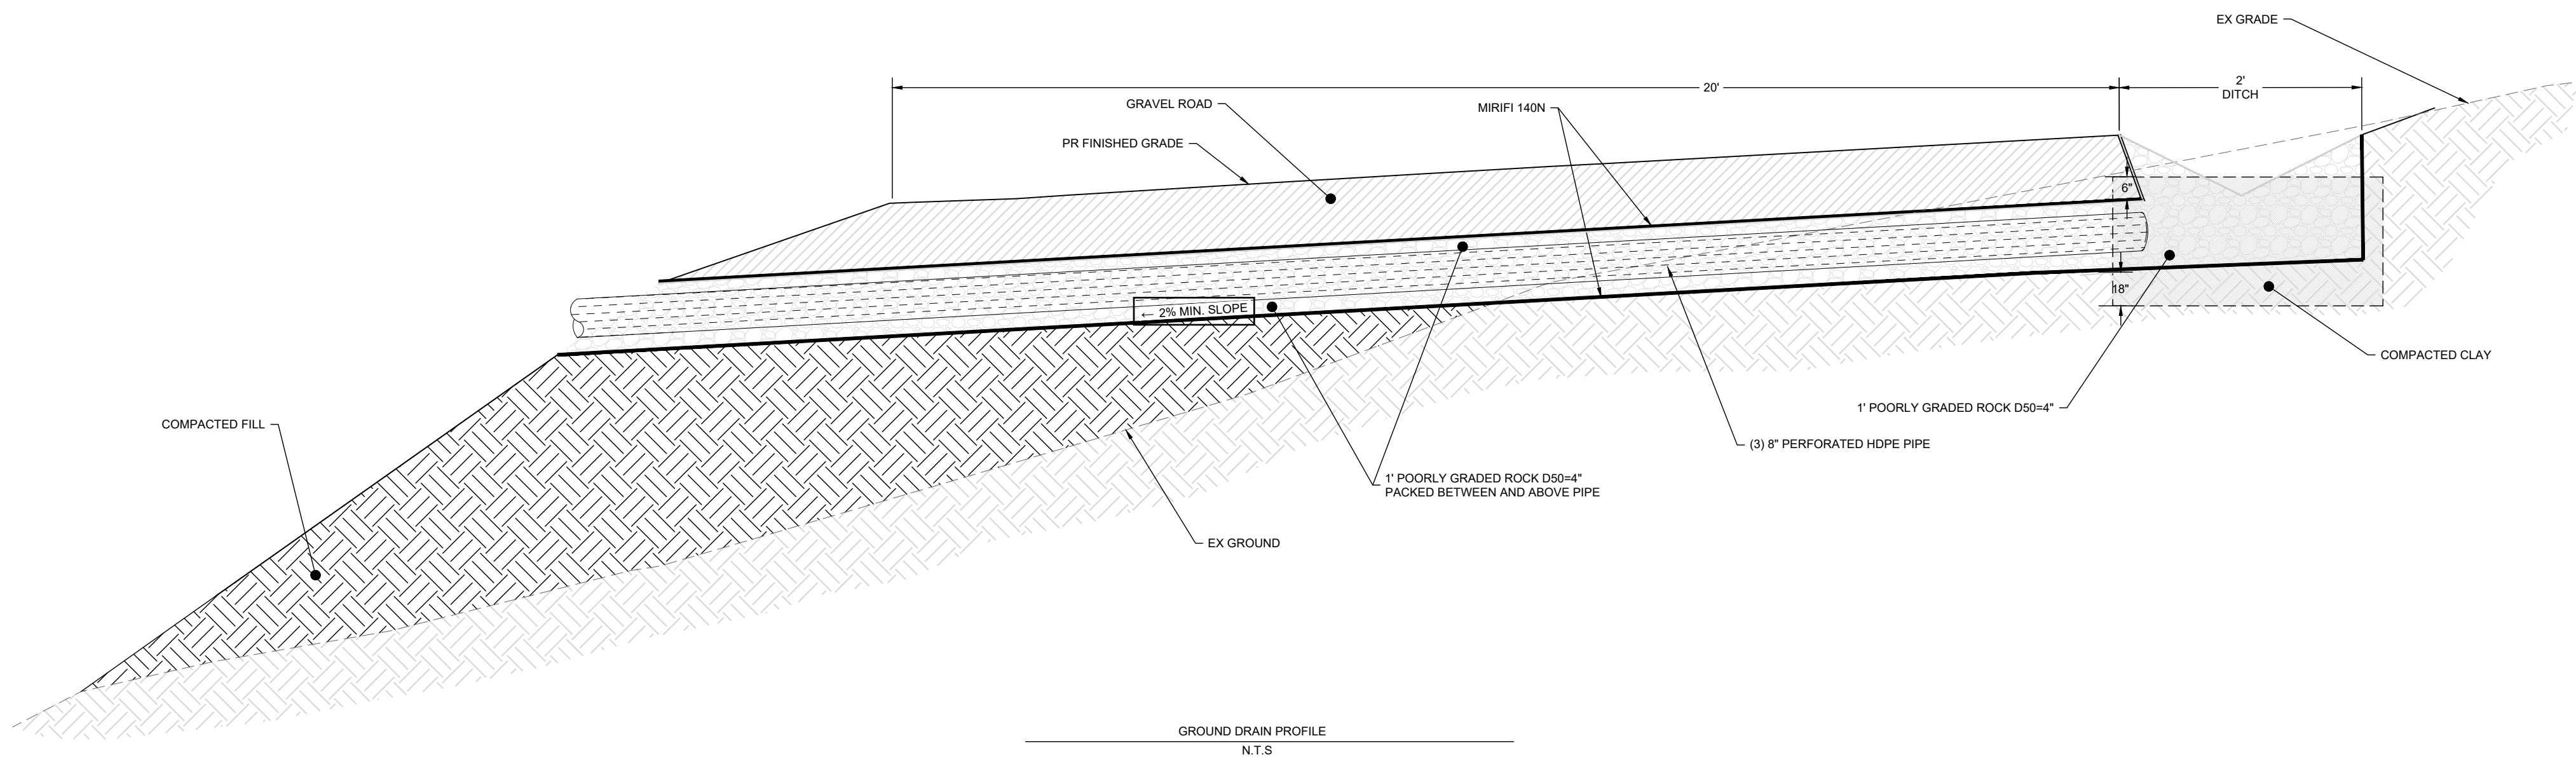 EX GRADE
20'
2'
DITCH
GRAVEL ROAD
MIRIFI 140N
PR FINISHED GRADE
6"
← 2% MIN. SLOPE
18"
COMPACTED CLAY
1' POORLY GRADED ROCK D50=4"
COMPACTED FILL
(3) 8" PERFORATED HDPE PIPE
1' POORLY GRADED ROCK D50=4"
PACKED BETWEEN AND ABOVE PIPE
EX GROUND
GROUND DRAIN PROFILE
N.T.S